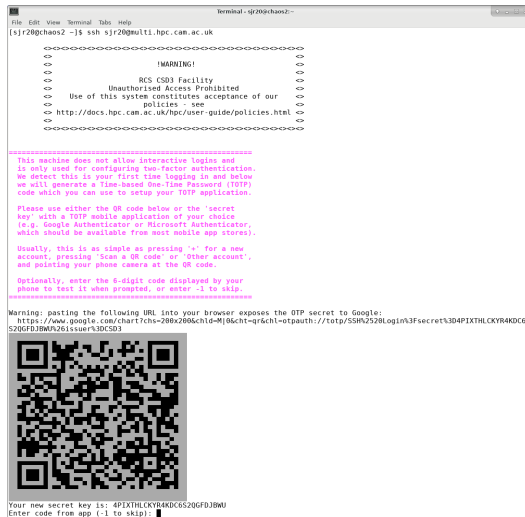 Terminal - sjr20@chaos2:~
File Edit View Terminal Tabs Help
[sjr20@chaos2 ~]$ ssh sjr20@multi.hpc.cam.ac.uk
<><><><><><><><><><><><><><><><><><><><><><><><><><><><><><>
<> <>
<> !WARNING! <>
<> <>
<> RCS CSD3 Facility <>
<> Unauthorised Access Prohibited <>
<> Use of this system constitutes acceptance of our <>
<> policies - see <>
<> http://docs.hpc.cam.ac.uk/hpc/user-guide/policies.html <>
<> <>
<><><><><><><><><><><><><><><><><><><><><><><><><><><><><><>
========================================================
This machine does not allow interactive logins and
is only used for configuring two-factor authentication.
We detect this is your first time logging in and below
we will generate a Time-based One-Time Password (TOTP)
code which you can use to setup your TOTP application.
Please use either the QR code below or the 'secret
key' with a TOTP mobile application of your choice
(e.g. Google Authenticator or Microsoft Authenticator,
which should be available from most mobile app stores).
Usually, this is as simple as pressing '+' for a new
account, pressing 'Scan a QR code' or 'Other account',
and pointing your phone camera at the QR code.
Optionally, enter the 6-digit code displayed by your
phone to test it when prompted, or enter -1 to skip.
========================================================
Warning: pasting the following URL into your browser exposes the OTP secret to Google:
https://www.google.com/chart?chs=200x200&chld=M|0&cht=qr&chl=otpauth://totp/SSH%2520Login%3Fsecret%3D4PIXTHLCKYR4KDC6
S2QGFDJBWU%26issuer%3DCSD3
Your new secret key is: 4PIXTHLCKYR4KDC6S2QGFDJBWU
Enter code from app (-1 to skip):